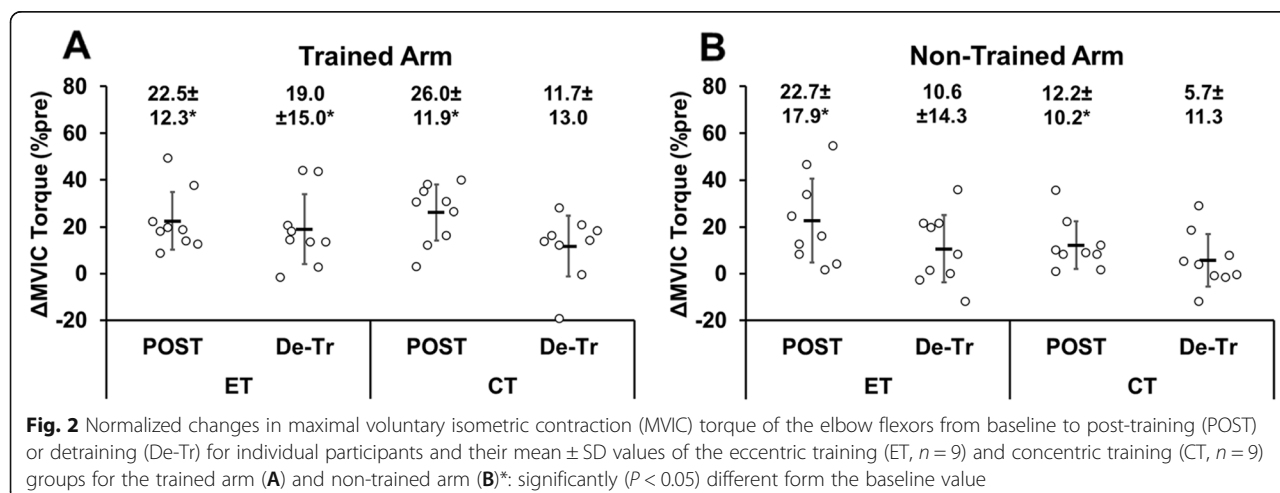 A
Trained Arm
22.5±
12.3*
19.0
±15.0*
26.0±
11.9*
11.7±
13.0
ΔMVIC Torque (%pre)
80
60
40
20
0
-20
POST
De-Tr
POST
De-Tr
ET
CT
B
Non-Trained Arm
22.7±
17.9*
10.6
±14.3
12.2±
10.2*
5.7±
11.3
ΔMVIC Torque (%pre)
80
60
40
20
0
-20
POST
De-Tr
POST
De-Tr
ET
CT
Fig. 2 Normalized changes in maximal voluntary isometric contraction (MVIC) torque of the elbow flexors from baseline to post-training (POST)
or detraining (De-Tr) for individual participants and their mean ± SD values of the eccentric training (ET, n = 9) and concentric training (CT, n = 9)
groups for the trained arm (A) and non-trained arm (B)*: significantly (P < 0.05) different form the baseline value